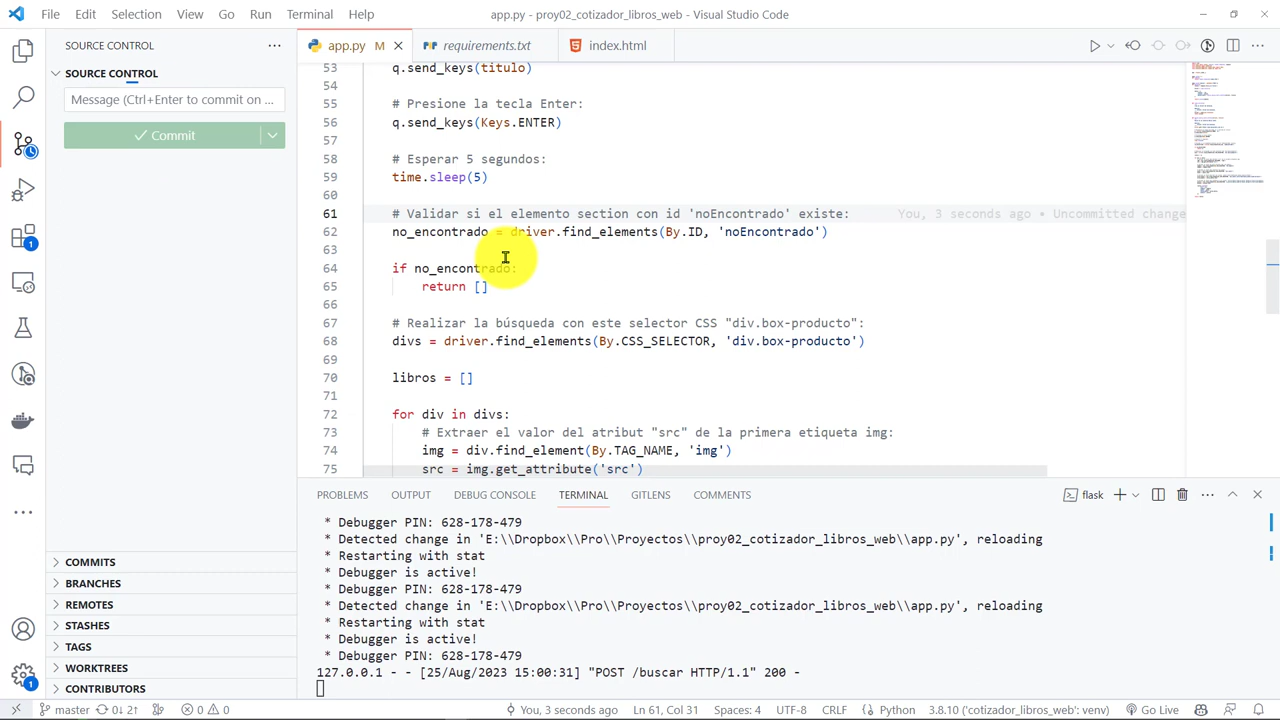 File Edit Selection View Go Run Terminal Help app.py - proy02_cotizador_libros_web - Visual Studio Code
SOURCE CONTROL ··· app.py M requirements.txt index.html
SOURCE CONTROL
Message (Ctrl+Enter to commit on ...
Commit
53 q.send_keys(titulo)
54
55 # Presione la tecla Enter:
56 q.send_keys(Keys.ENTER)
57
58 # Esperar 5 segundos:
59 time.sleep(5)
60
61 # Validar si el elemento section con id noEncontrado existe: You, 3 seconds ago • Uncommitted change
62 no_encontrado = driver.find_elements(By.ID, 'noEncontrado')
63
64 if no_encontrado:
65 return []
66
67 # Realizar la búsqueda con este selector CSS "div.box-producto":
68 divs = driver.find_elements(By.CSS_SELECTOR, 'div.box-producto')
69
70 libros = []
71
72 for div in divs:
73 # Extraer el valor del atribut "src" de la primera etiqueta img:
74 img = div.find_element(By.TAG_NAME, 'img')
75 src = img.get_attribute('src')
PROBLEMS OUTPUT DEBUG CONSOLE TERMINAL GITLENS COMMENTS flask
* Debugger PIN: 628-178-479
* Detected change in 'E:\\Dropbox\\Pro\\Proyectos\\proy02_cotizador_libros_web\\app.py', reloading
* Restarting with stat
* Debugger is active!
* Debugger PIN: 628-178-479
* Detected change in 'E:\\Dropbox\\Pro\\Proyectos\\proy02_cotizador_libros_web\\app.py', reloading
* Restarting with stat
* Debugger is active!
* Debugger PIN: 628-178-479
127.0.0.1 - - [25/Aug/2023 15:00:31] "POST /buscar HTTP/1.1" 200 -
COMMITS
BRANCHES
REMOTES
STASHES
TAGS
WORKTREES
CONTRIBUTORS
1
1
master 0↓ 2↑ 0 0 You, 3 seconds ago Ln 61, Col 31 Spaces: 4 UTF-8 CRLF Python 3.8.10 ('cotizador_libros_web': venv) Go Live